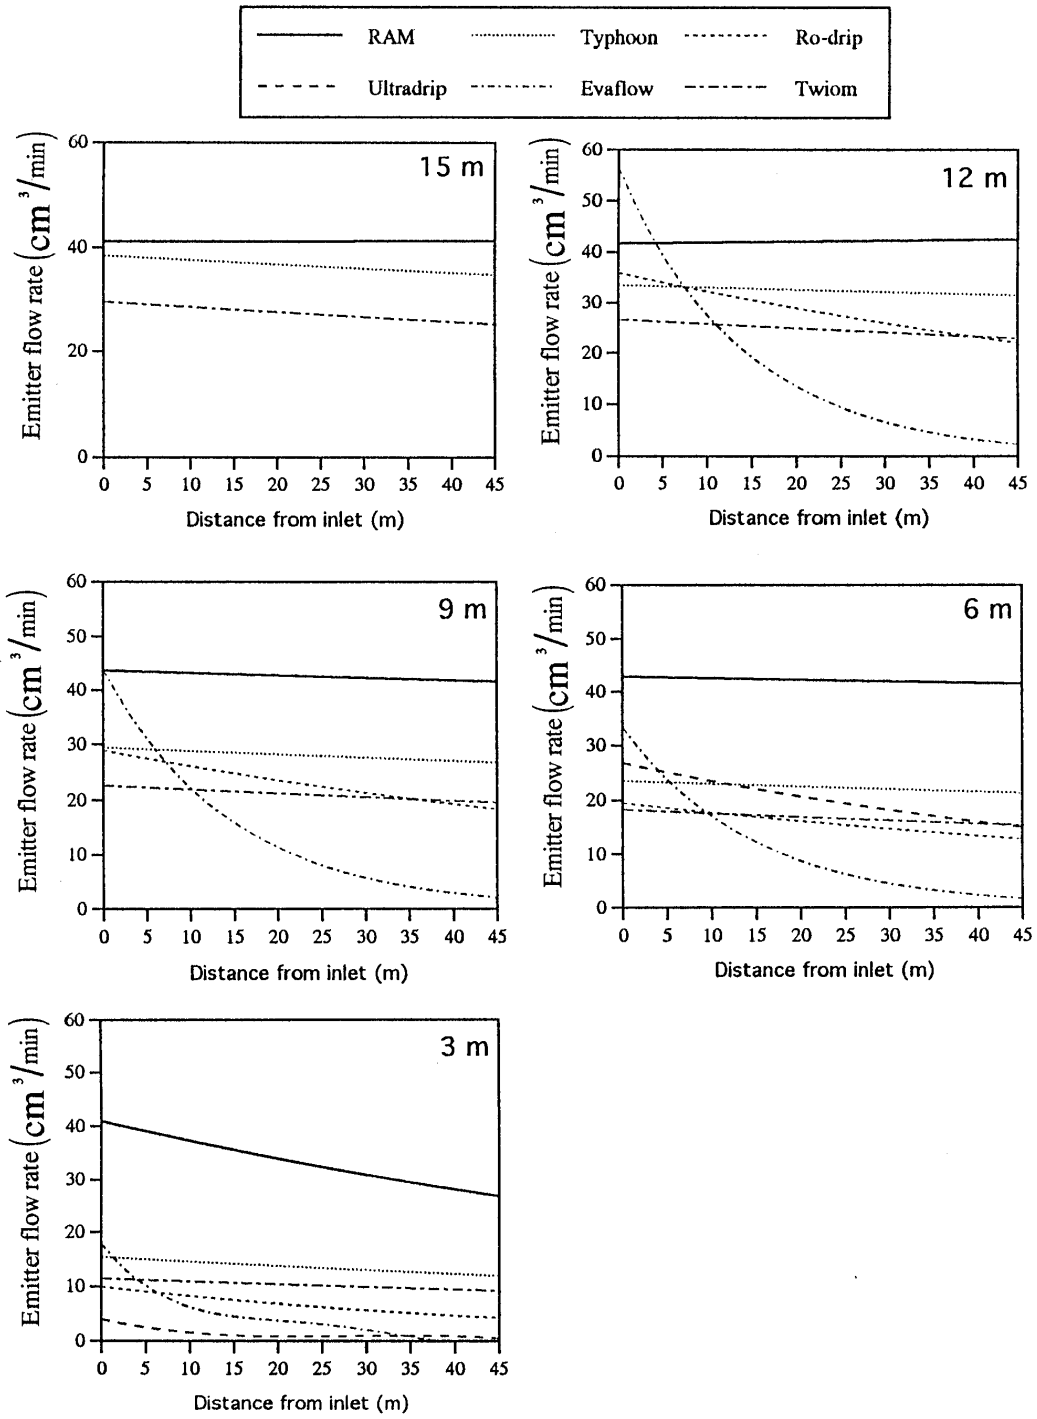 RAM Typhoon Ro-drip
Ultradrip Evaflow Twiom
Emitter flow rate (cm³/min)
15 m
60
40
20
0
0 5 10 15 20 25 30 35 40 45
Distance from inlet (m)
Emitter flow rate (cm³/min)
12 m
60
50
40
30
20
10
0
0 5 10 15 20 25 30 35 40 45
Distance from inlet (m)
Emitter flow rate (cm³/min)
9 m
60
50
40
30
20
10
0
0 5 10 15 20 25 30 35 40 45
Distance from inlet (m)
Emitter flow rate (cm³/min)
6 m
60
50
40
30
20
10
0
0 5 10 15 20 25 30 35 40 45
Distance from inlet (m)
Emitter flow rate (cm³/min)
3 m
60
50
40
30
20
10
0
0 5 10 15 20 25 30 35 40 45
Distance from inlet (m)